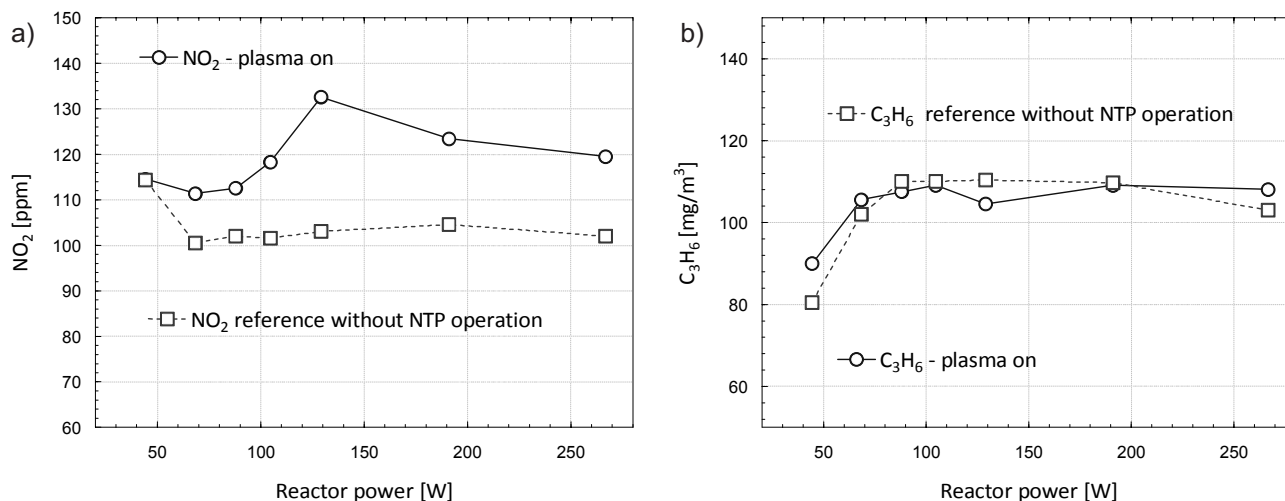 a)
NO₂ [ppm]
150
140
130
120
110
100
90
80
70
60
NO₂ - plasma on
NO₂ reference without NTP operation
50
100
150
200
250
Reactor power [W]
b)
C₃H₆ [mg/m³]
140
120
100
80
60
C₃H₆ reference without NTP operation
C₃H₆ - plasma on
50
100
150
200
250
Reactor power [W]